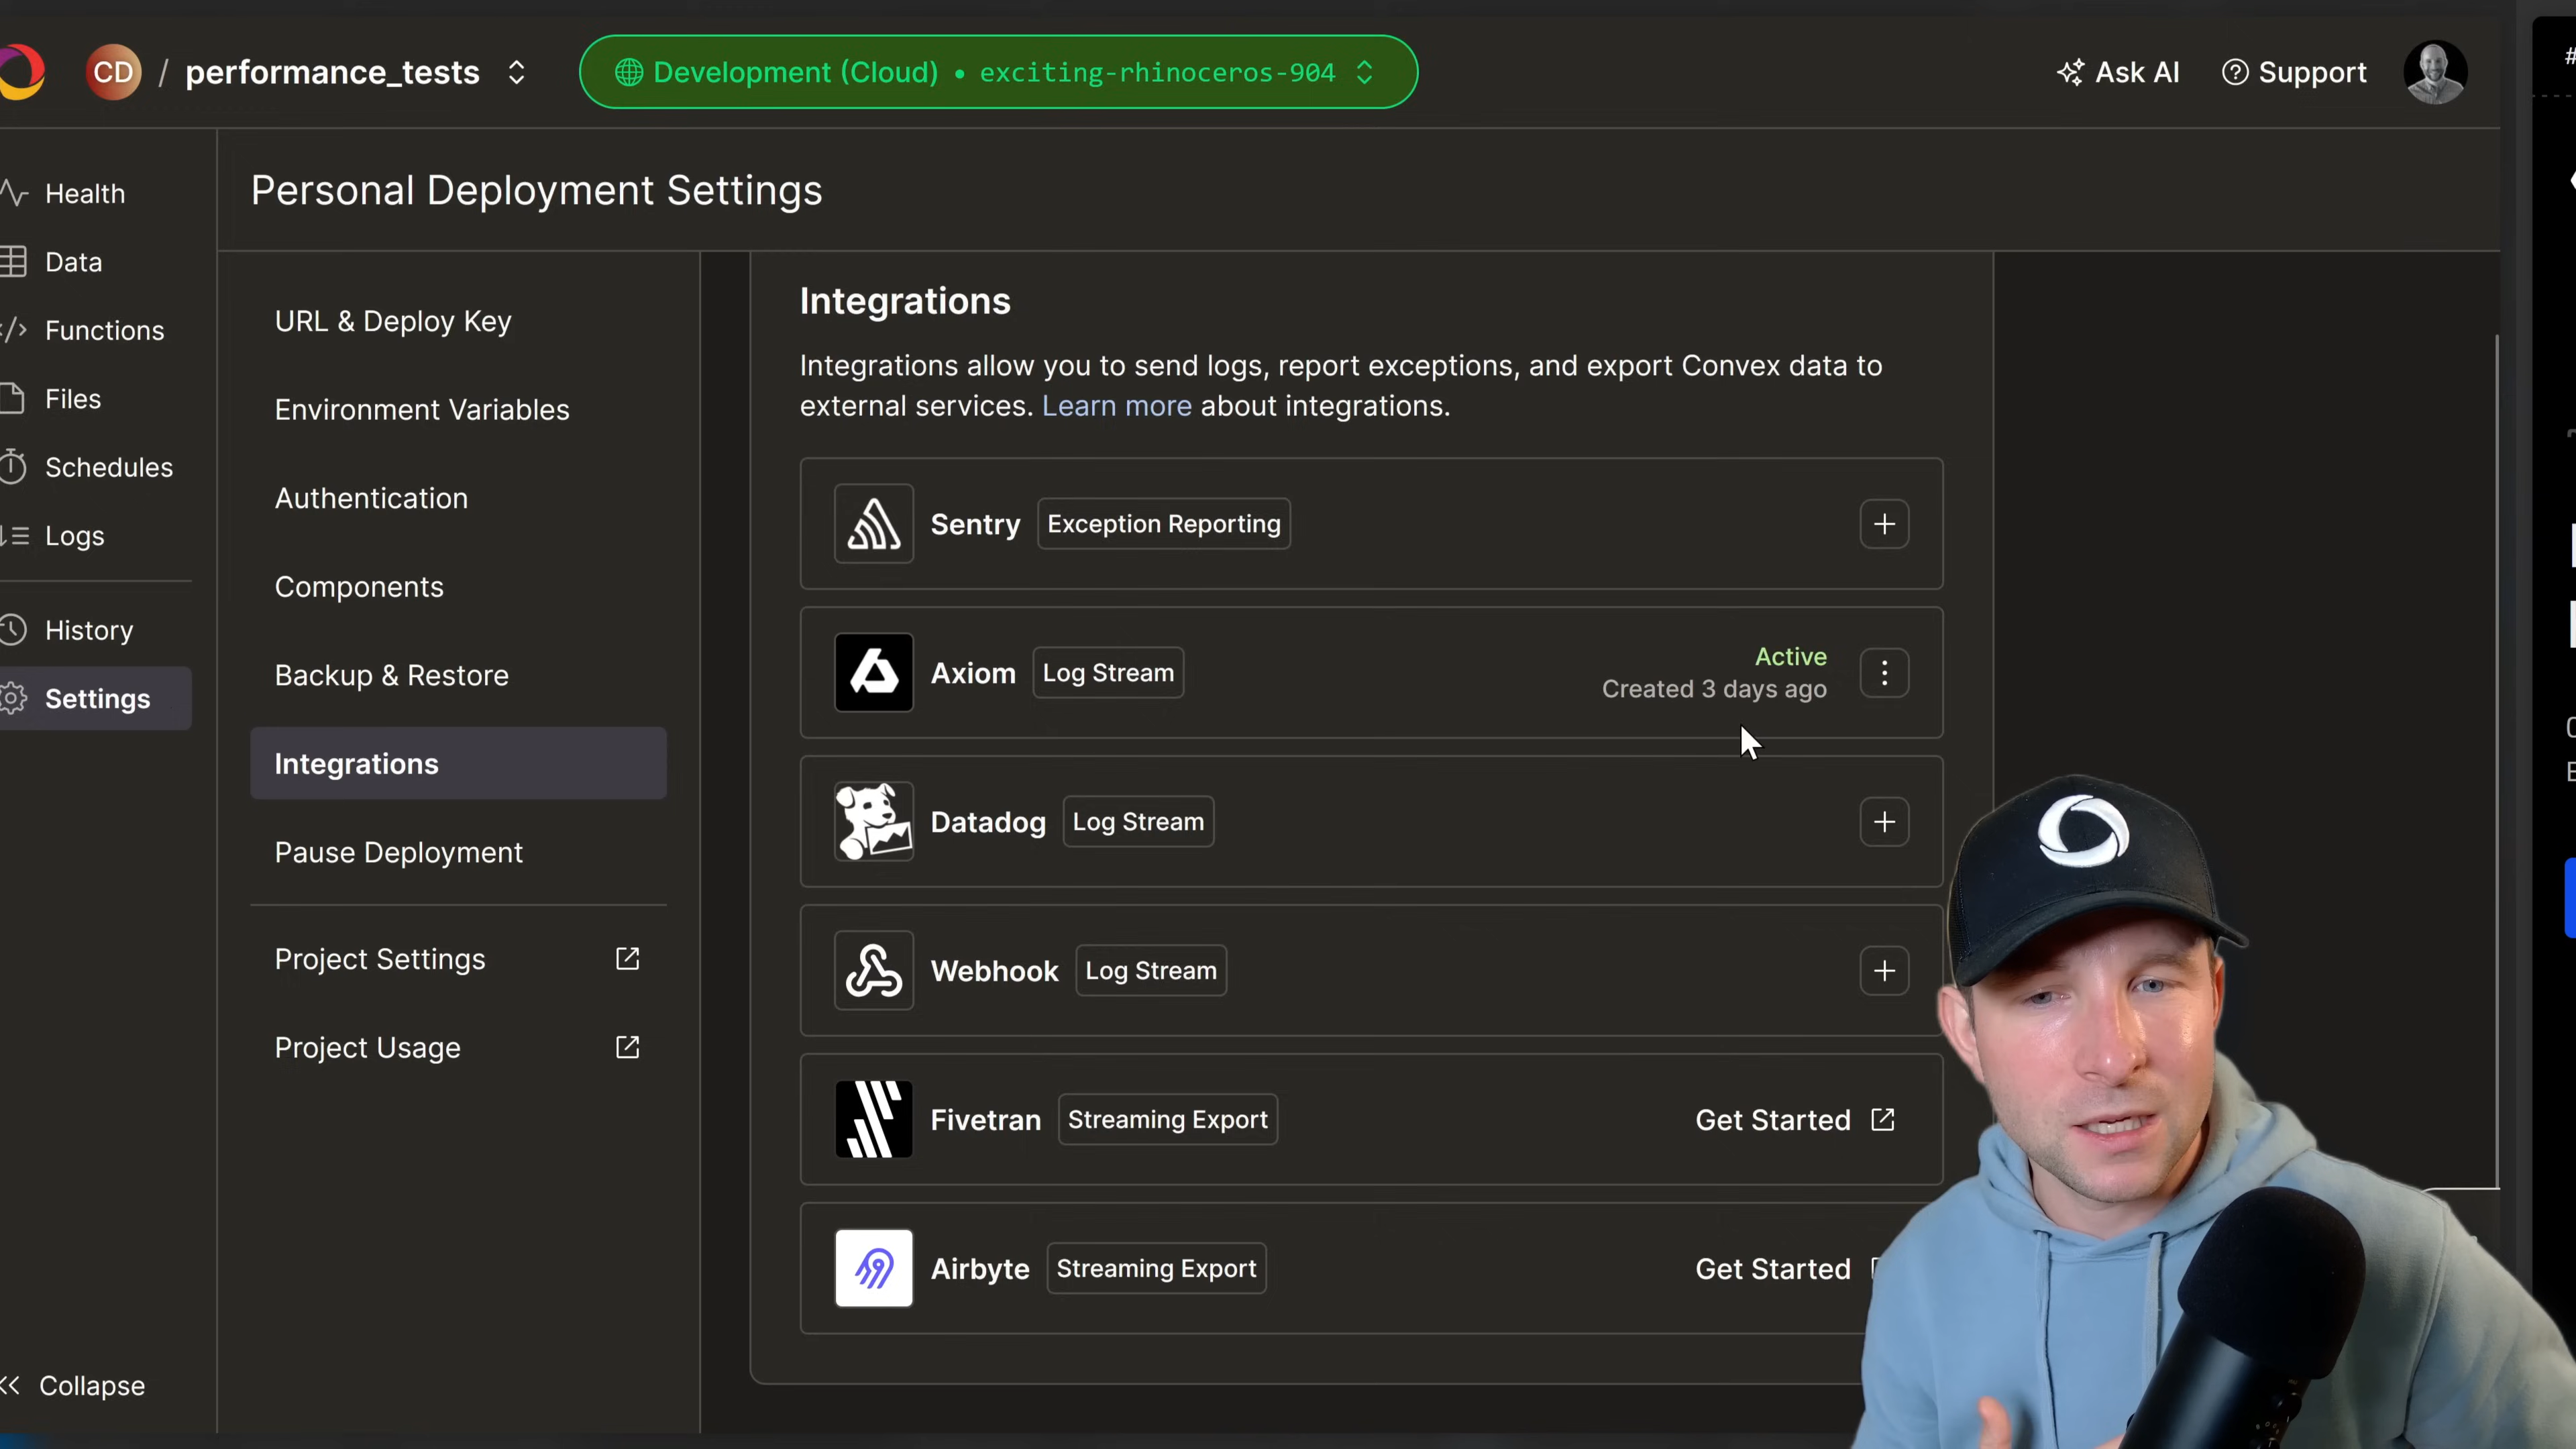 CD / performance_tests
Development (Cloud) • exciting-rhinoceros-904
Ask AI
Support
Health
Data
Functions
Files
Schedules
Logs
History
Settings
Collapse
Personal Deployment Settings
URL & Deploy Key
Environment Variables
Authentication
Components
Backup & Restore
Integrations
Pause Deployment
Project Settings
Project Usage
Integrations
Integrations allow you to send logs, report exceptions, and export Convex data to
external services. Learn more about integrations.
Sentry Exception Reporting
Axiom Log Stream
Active
Created 3 days ago
Datadog Log Stream
Webhook Log Stream
Fivetran Streaming Export Get Started
Airbyte Streaming Export Get Started